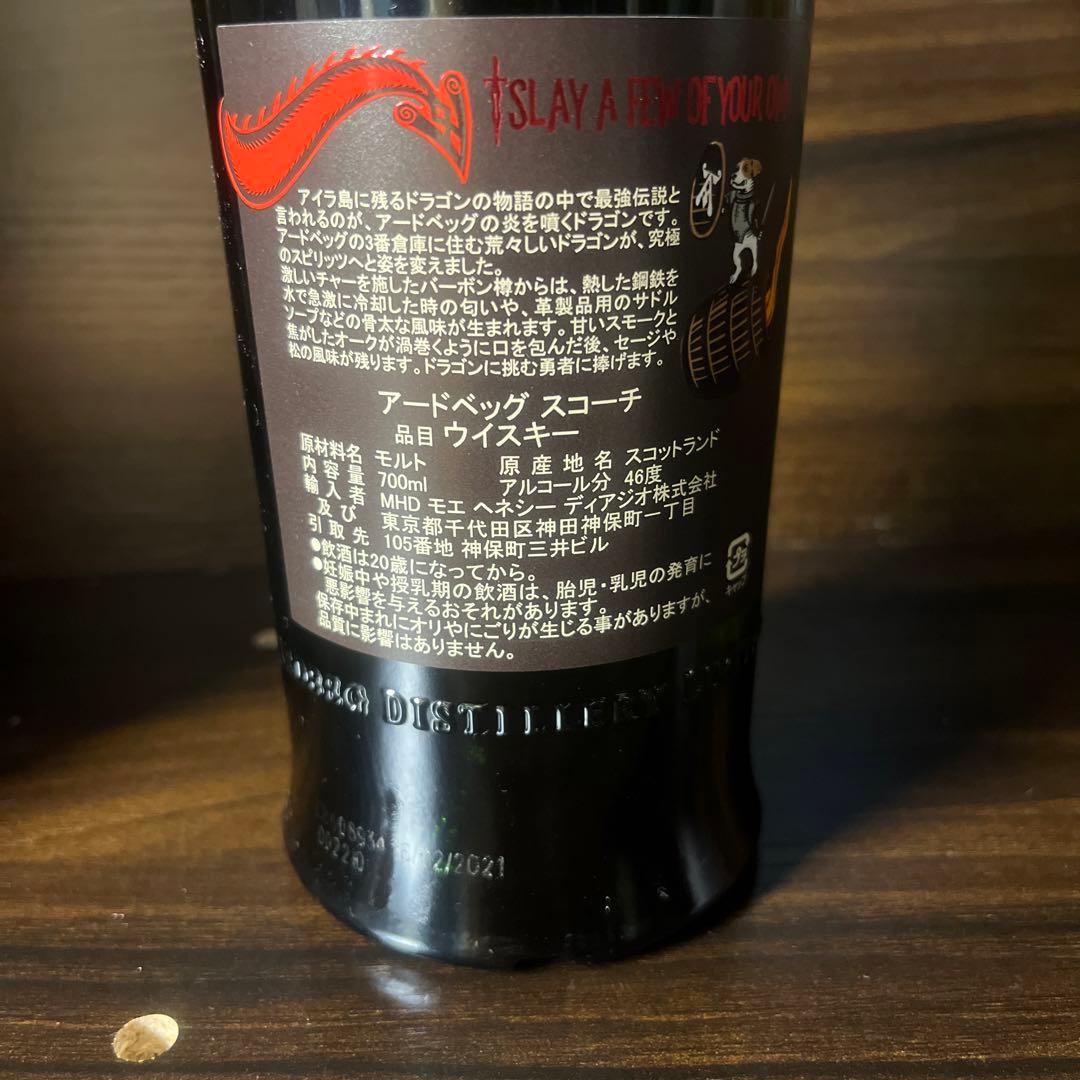 SLAY A FEW OF YOUR OW
アイラ島に残るドラゴンの物語の中で最強伝説と
言われるのが、アードベッグの炎を噴くドラゴンです。
アードベッグの3番倉庫に住む荒々しいドラゴンが、究極
のスピリッツへと姿を変えました。
激しいチャーを施したバーボン樽からは、熱した鋼鉄を
水で急激に冷却した時の匂いや、革製品用のサドル
ソープなどの骨太な風味が生まれます。甘いスモークと
焦がしたオークが渦巻くように口を包んだ後、セージや
松の風味が残ります。ドラゴンに挑む勇者に捧げます。
アードベッグ スコーチ
品目 ウイスキー
原材料名 モルト 原産地名 スコットランド
内容量 700ml アルコール分 46度
輸入者 MHD モエ ヘネシー ディアジオ株式会社
及び 東京都千代田区神田神保町一丁目
引取先 105番地 神保町三井ビル
●飲酒は20歳になってから。
●妊娠中や授乳期の飲酒は、胎児・乳児の発育に
悪影響を与えるおそれがあります。
保存中まれにオリやにごりが生じる事がありますが、
品質に影響はありません。
キャップ
DISTILLERY
/12/2021